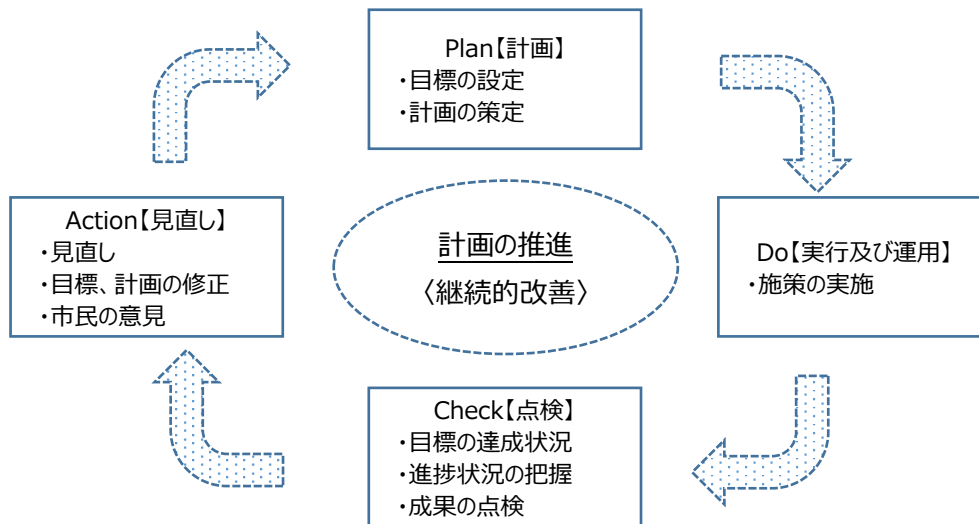 Plan【計画】
・目標の設定
・計画の策定
Action【見直し】
・見直し
・目標、計画の修正
・市民の意見
計画の推進
〈継続的改善〉
Do【実行及び運用】
・施策の実施
Check【点検】
・目標の達成状況
・進捗状況の把握
・成果の点検